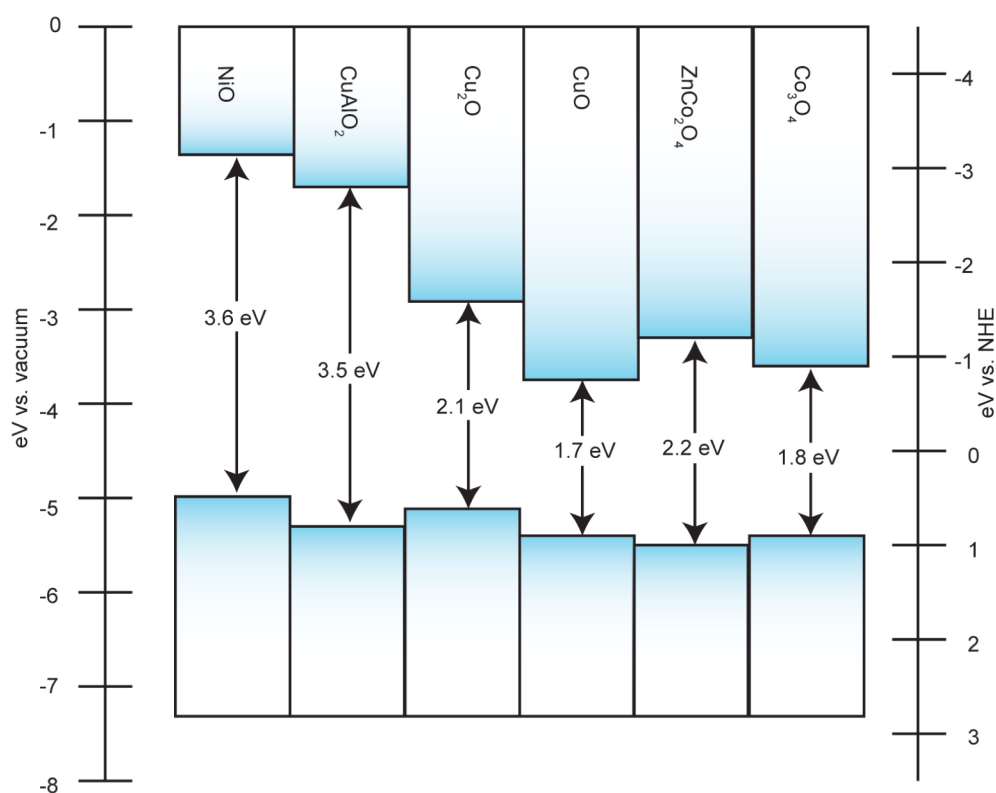 eV vs. vacuum
0
-1
-2
-3
-4
-5
-6
-7
-8
NiO
CuAlO₂
Cu₂O
CuO
ZnCo₂O₄
Co₃O₄
3.6 eV
3.5 eV
2.1 eV
1.7 eV
2.2 eV
1.8 eV
-4
-3
-2
-1
0
1
2
3
eV vs. NHE